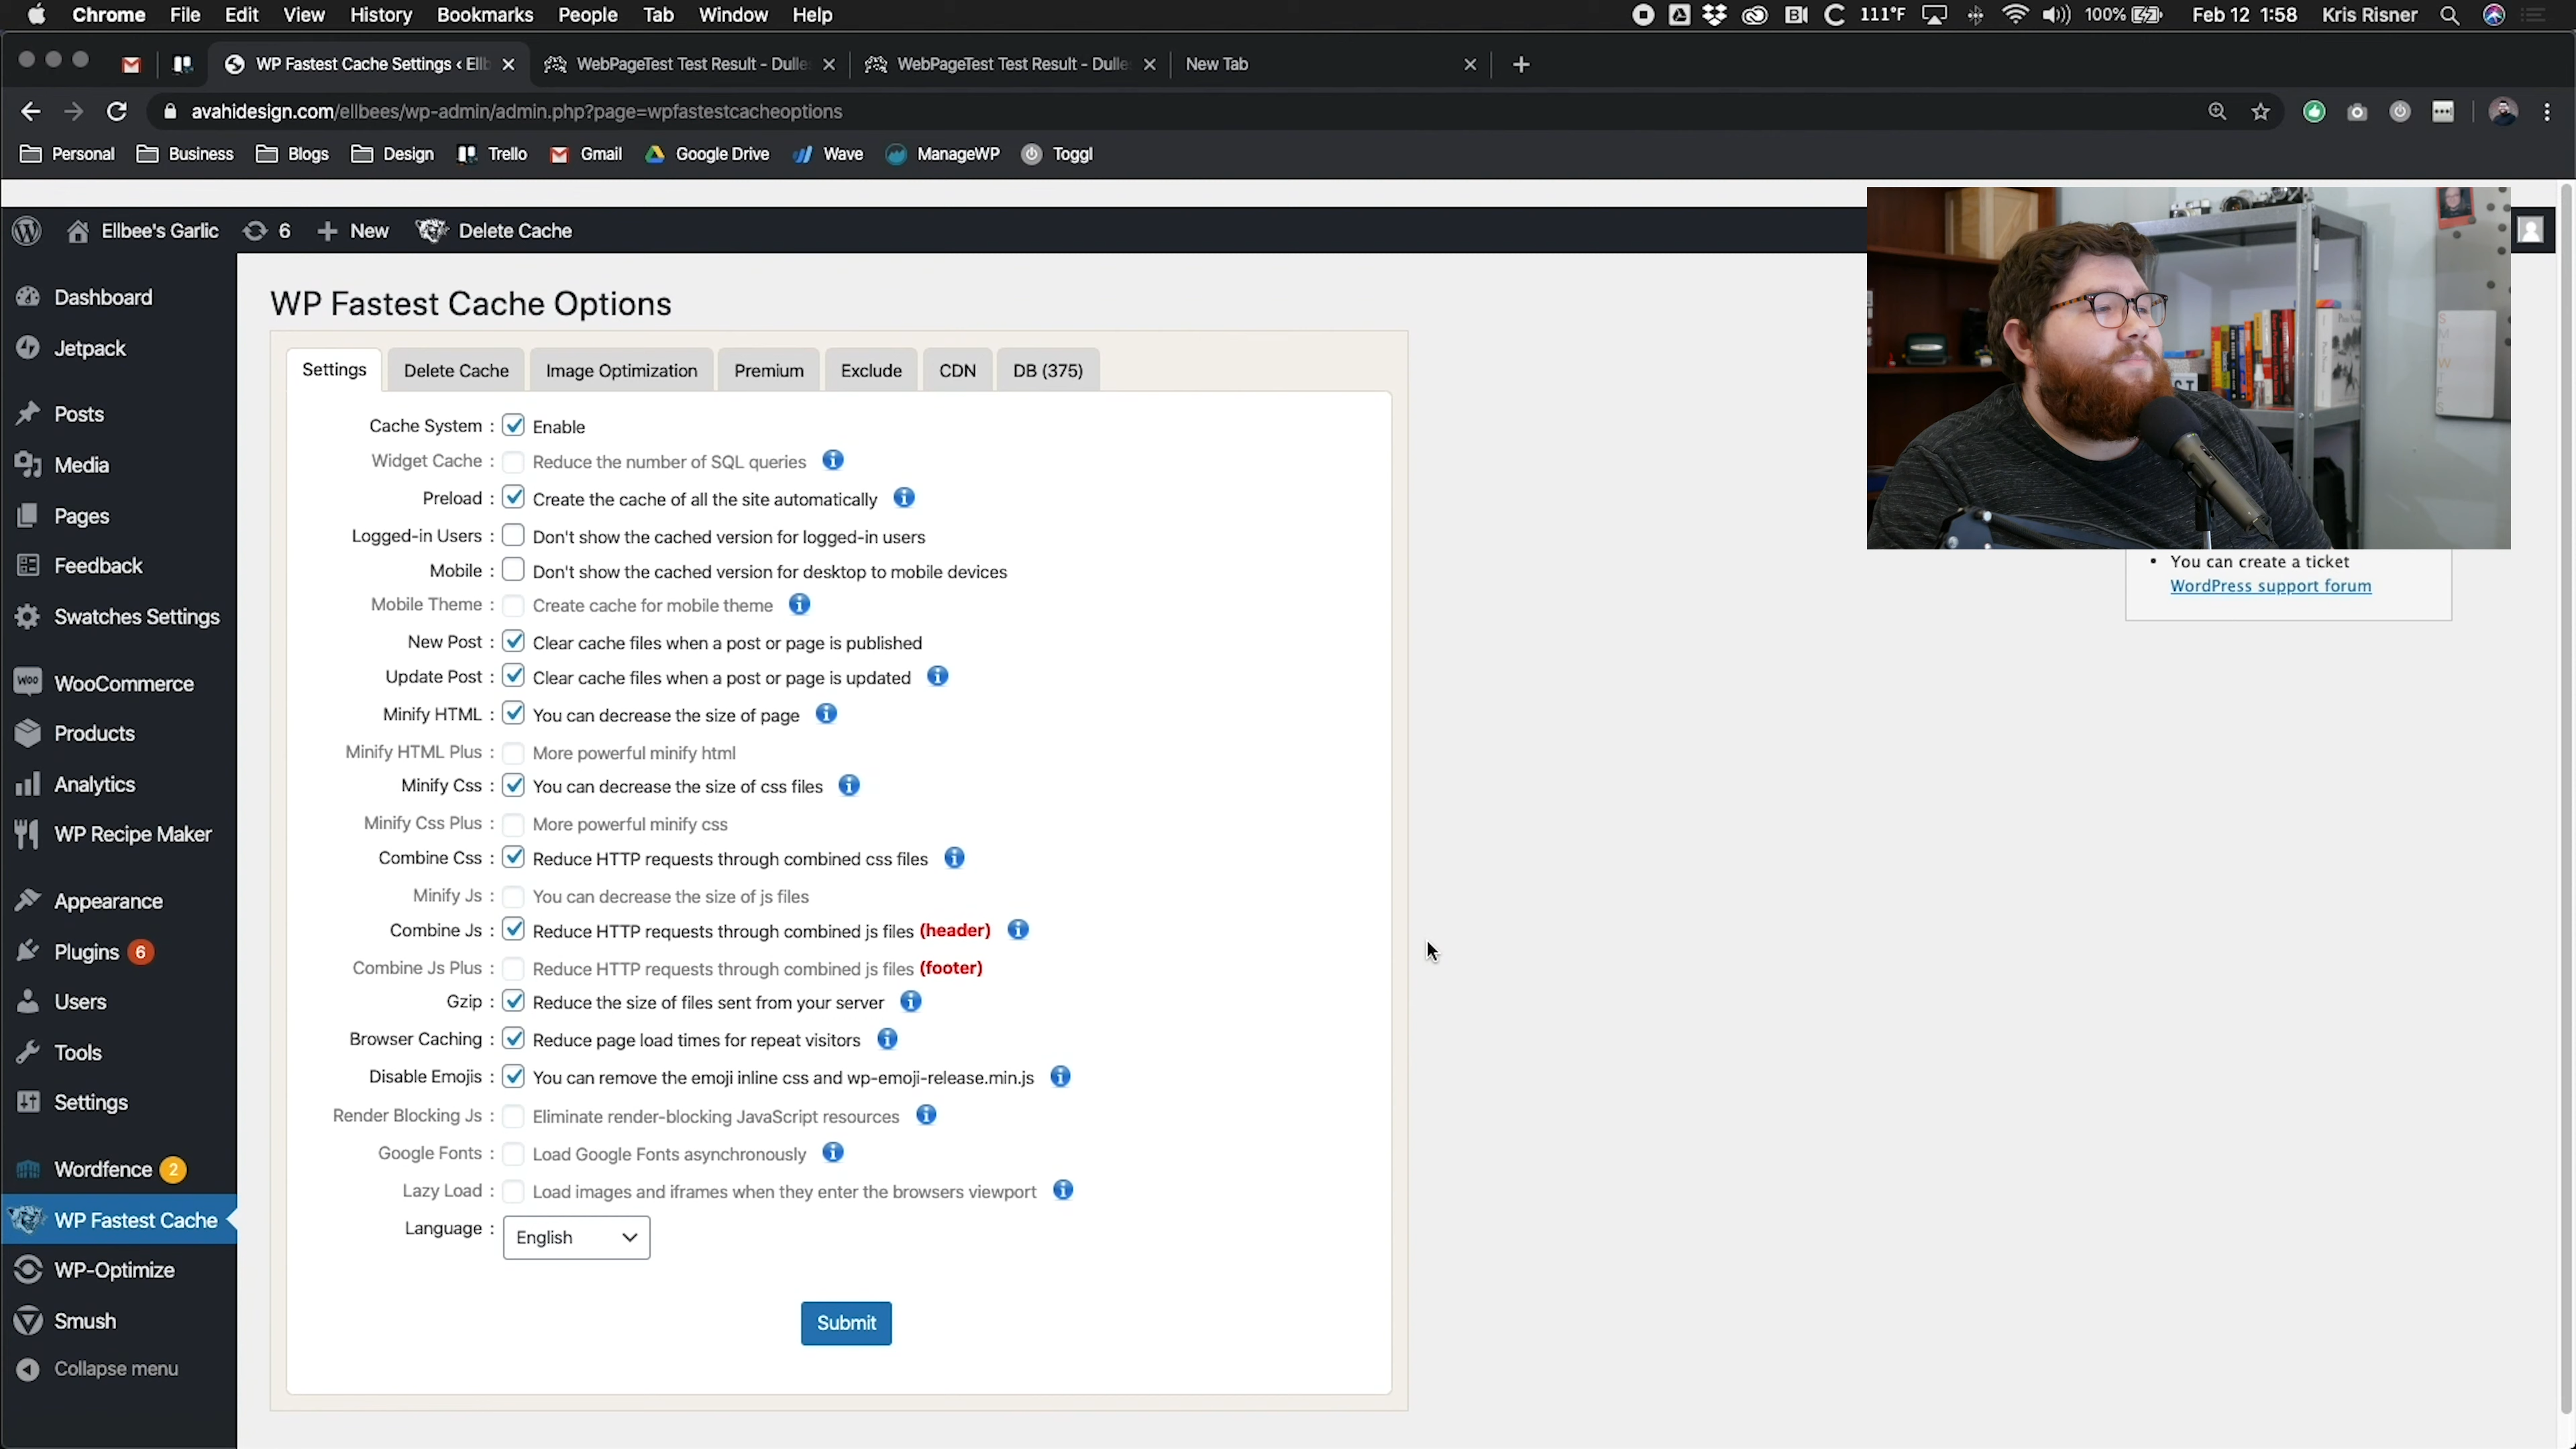 Chrome File Edit View History Bookmarks People Tab Window Help
111°F 100% Feb 12 1:58 Kris Risner
WP Fastest Cache Settings ‹ Ellb
WebPageTest Test Result - Dulle
WebPageTest Test Result - Dulle
New Tab
avahidesign.com/ellbees/wp-admin/admin.php?page=wpfastestcacheoptions
Personal Business Blogs Design Trello Gmail Google Drive Wave ManageWP Toggl
Ellbee's Garlic 6 New Delete Cache
Dashboard
Jetpack
Posts
Media
Pages
Feedback
Swatches Settings
WooCommerce
Products
Analytics
WP Recipe Maker
Appearance
Plugins 6
Users
Tools
Settings
Wordfence 2
WP Fastest Cache
WP-Optimize
Smush
Collapse menu
WP Fastest Cache Options
Settings Delete Cache Image Optimization Premium Exclude CDN DB (375)
Cache System : Enable
Widget Cache : Reduce the number of SQL queries
Preload : Create the cache of all the site automatically
Logged-in Users : Don't show the cached version for logged-in users
Mobile : Don't show the cached version for desktop to mobile devices
Mobile Theme : Create cache for mobile theme
New Post : Clear cache files when a post or page is published
Update Post : Clear cache files when a post or page is updated
Minify HTML : You can decrease the size of page
Minify HTML Plus : More powerful minify html
Minify Css : You can decrease the size of css files
Minify Css Plus : More powerful minify css
Combine Css : Reduce HTTP requests through combined css files
Minify Js : You can decrease the size of js files
Combine Js : Reduce HTTP requests through combined js files (header)
Combine Js Plus : Reduce HTTP requests through combined js files (footer)
Gzip : Reduce the size of files sent from your server
Browser Caching : Reduce page load times for repeat visitors
Disable Emojis : You can remove the emoji inline css and wp-emoji-release.min.js
Render Blocking Js : Eliminate render-blocking JavaScript resources
Google Fonts : Load Google Fonts asynchronously
Lazy Load : Load images and iframes when they enter the browsers viewport
Language : English
Submit
• You can create a ticket
WordPress support forum